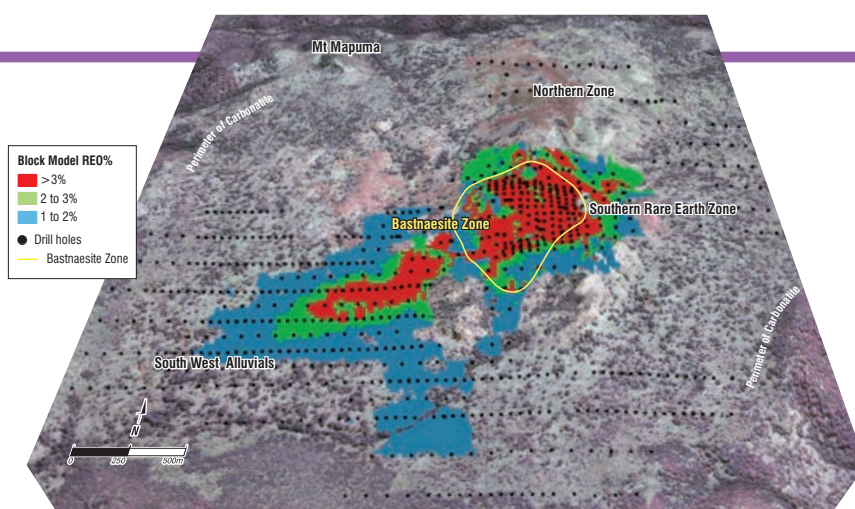 Mt Mapuma
Northern Zone
Perimeter of Carbonatite
Block Model REO%
>3%
2 to 3%
1 to 2%
Drill holes
Bastnaesite Zone
Southern Rare Earth Zone
Bastnaesite Zone
Perimeter of Carbonatite
South West Alluvials
N
0 250 500m